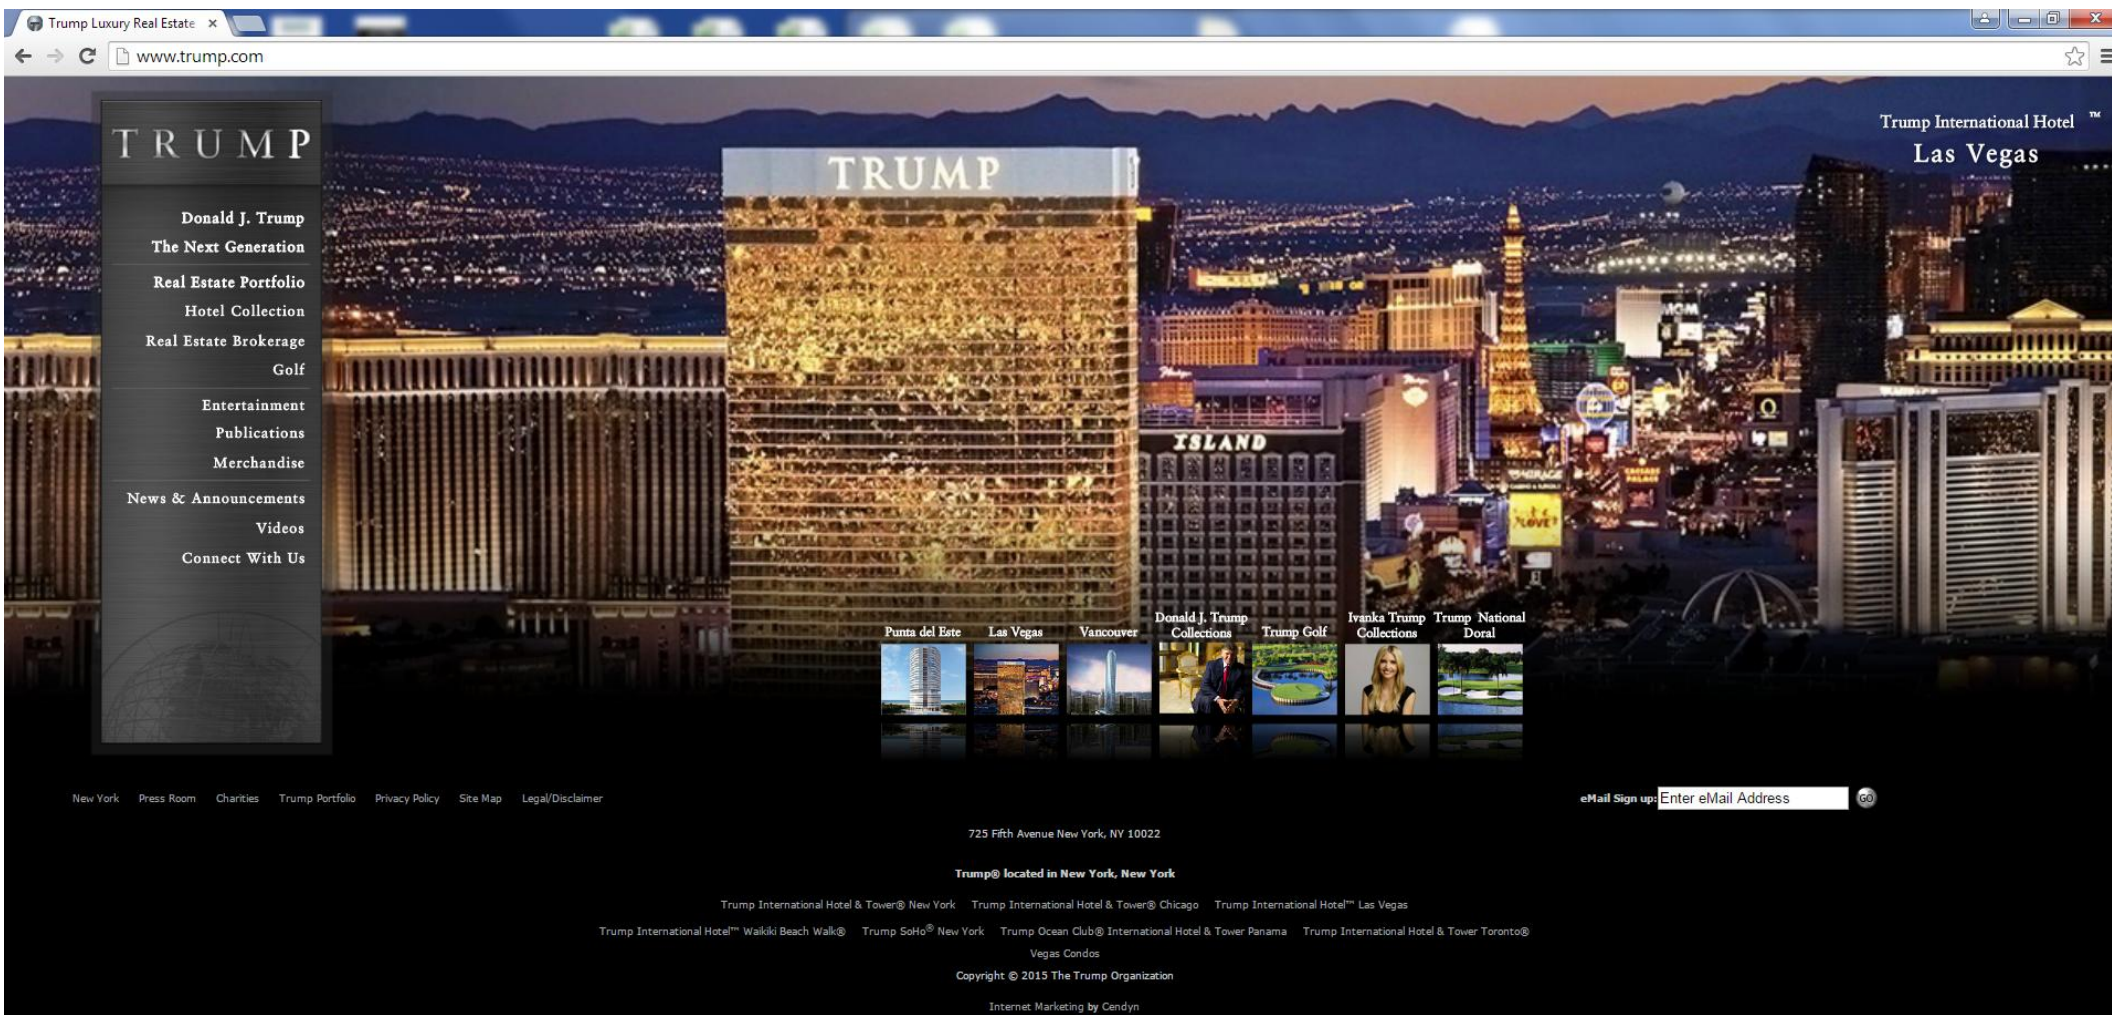 Trump Luxury Real Estate
www.trump.com
TRUMP
Donald J. Trump
The Next Generation
Real Estate Portfolio
Hotel Collection
Real Estate Brokerage
Golf
Entertainment
Publications
Merchandise
News & Announcements
Videos
Connect With Us
TRUMP
Trump International Hotel ™
Las Vegas
MGM
ISLAND
O
CAESARS
PALACE
LOVE
Punta del Este
Las Vegas
Vancouver
Donald J. Trump
Collections
Trump Golf
Ivanka Trump
Collections
Trump National
Doral
New York Press Room Charities Trump Portfolio Privacy Policy Site Map Legal/Disclaimer
eMail Sign up: Enter eMail Address GO
725 Fifth Avenue New York, NY 10022
Trump® located in New York, New York
Trump International Hotel & Tower® New York Trump International Hotel & Tower® Chicago Trump International Hotel™ Las Vegas
Trump International Hotel™ Waikiki Beach Walk® Trump SoHo® New York Trump Ocean Club® International Hotel & Tower Panama Trump International Hotel & Tower Toronto®
Vegas Condos
Copyright © 2015 The Trump Organization
Internet Marketing by Cendyn